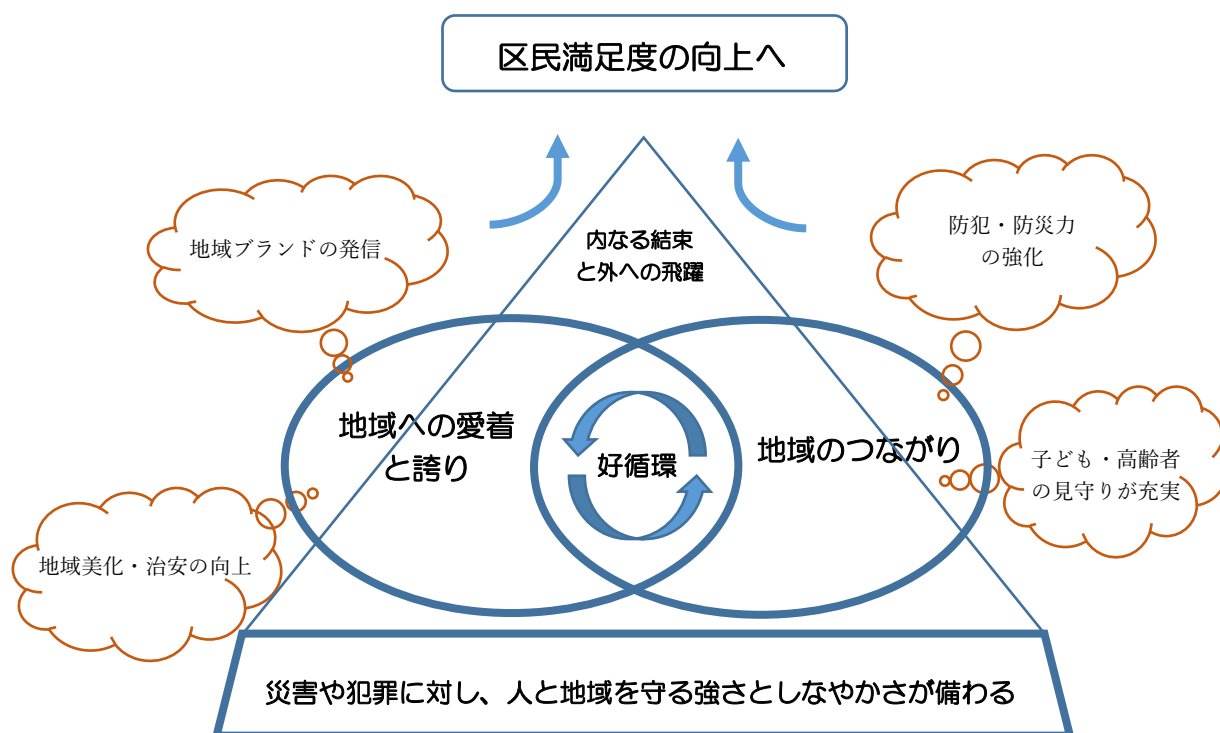 区民満足度の向上へ
地域ブランドの発信
内なる結束
と外への飛躍
防犯・防災力
の強化
地域への愛着
と誇り
好循環
地域のつながり
子ども・高齢者
の見守りが充実
地域美化・治安の向上
災害や犯罪に対し、人と地域を守る強さとしなやかさが備わる